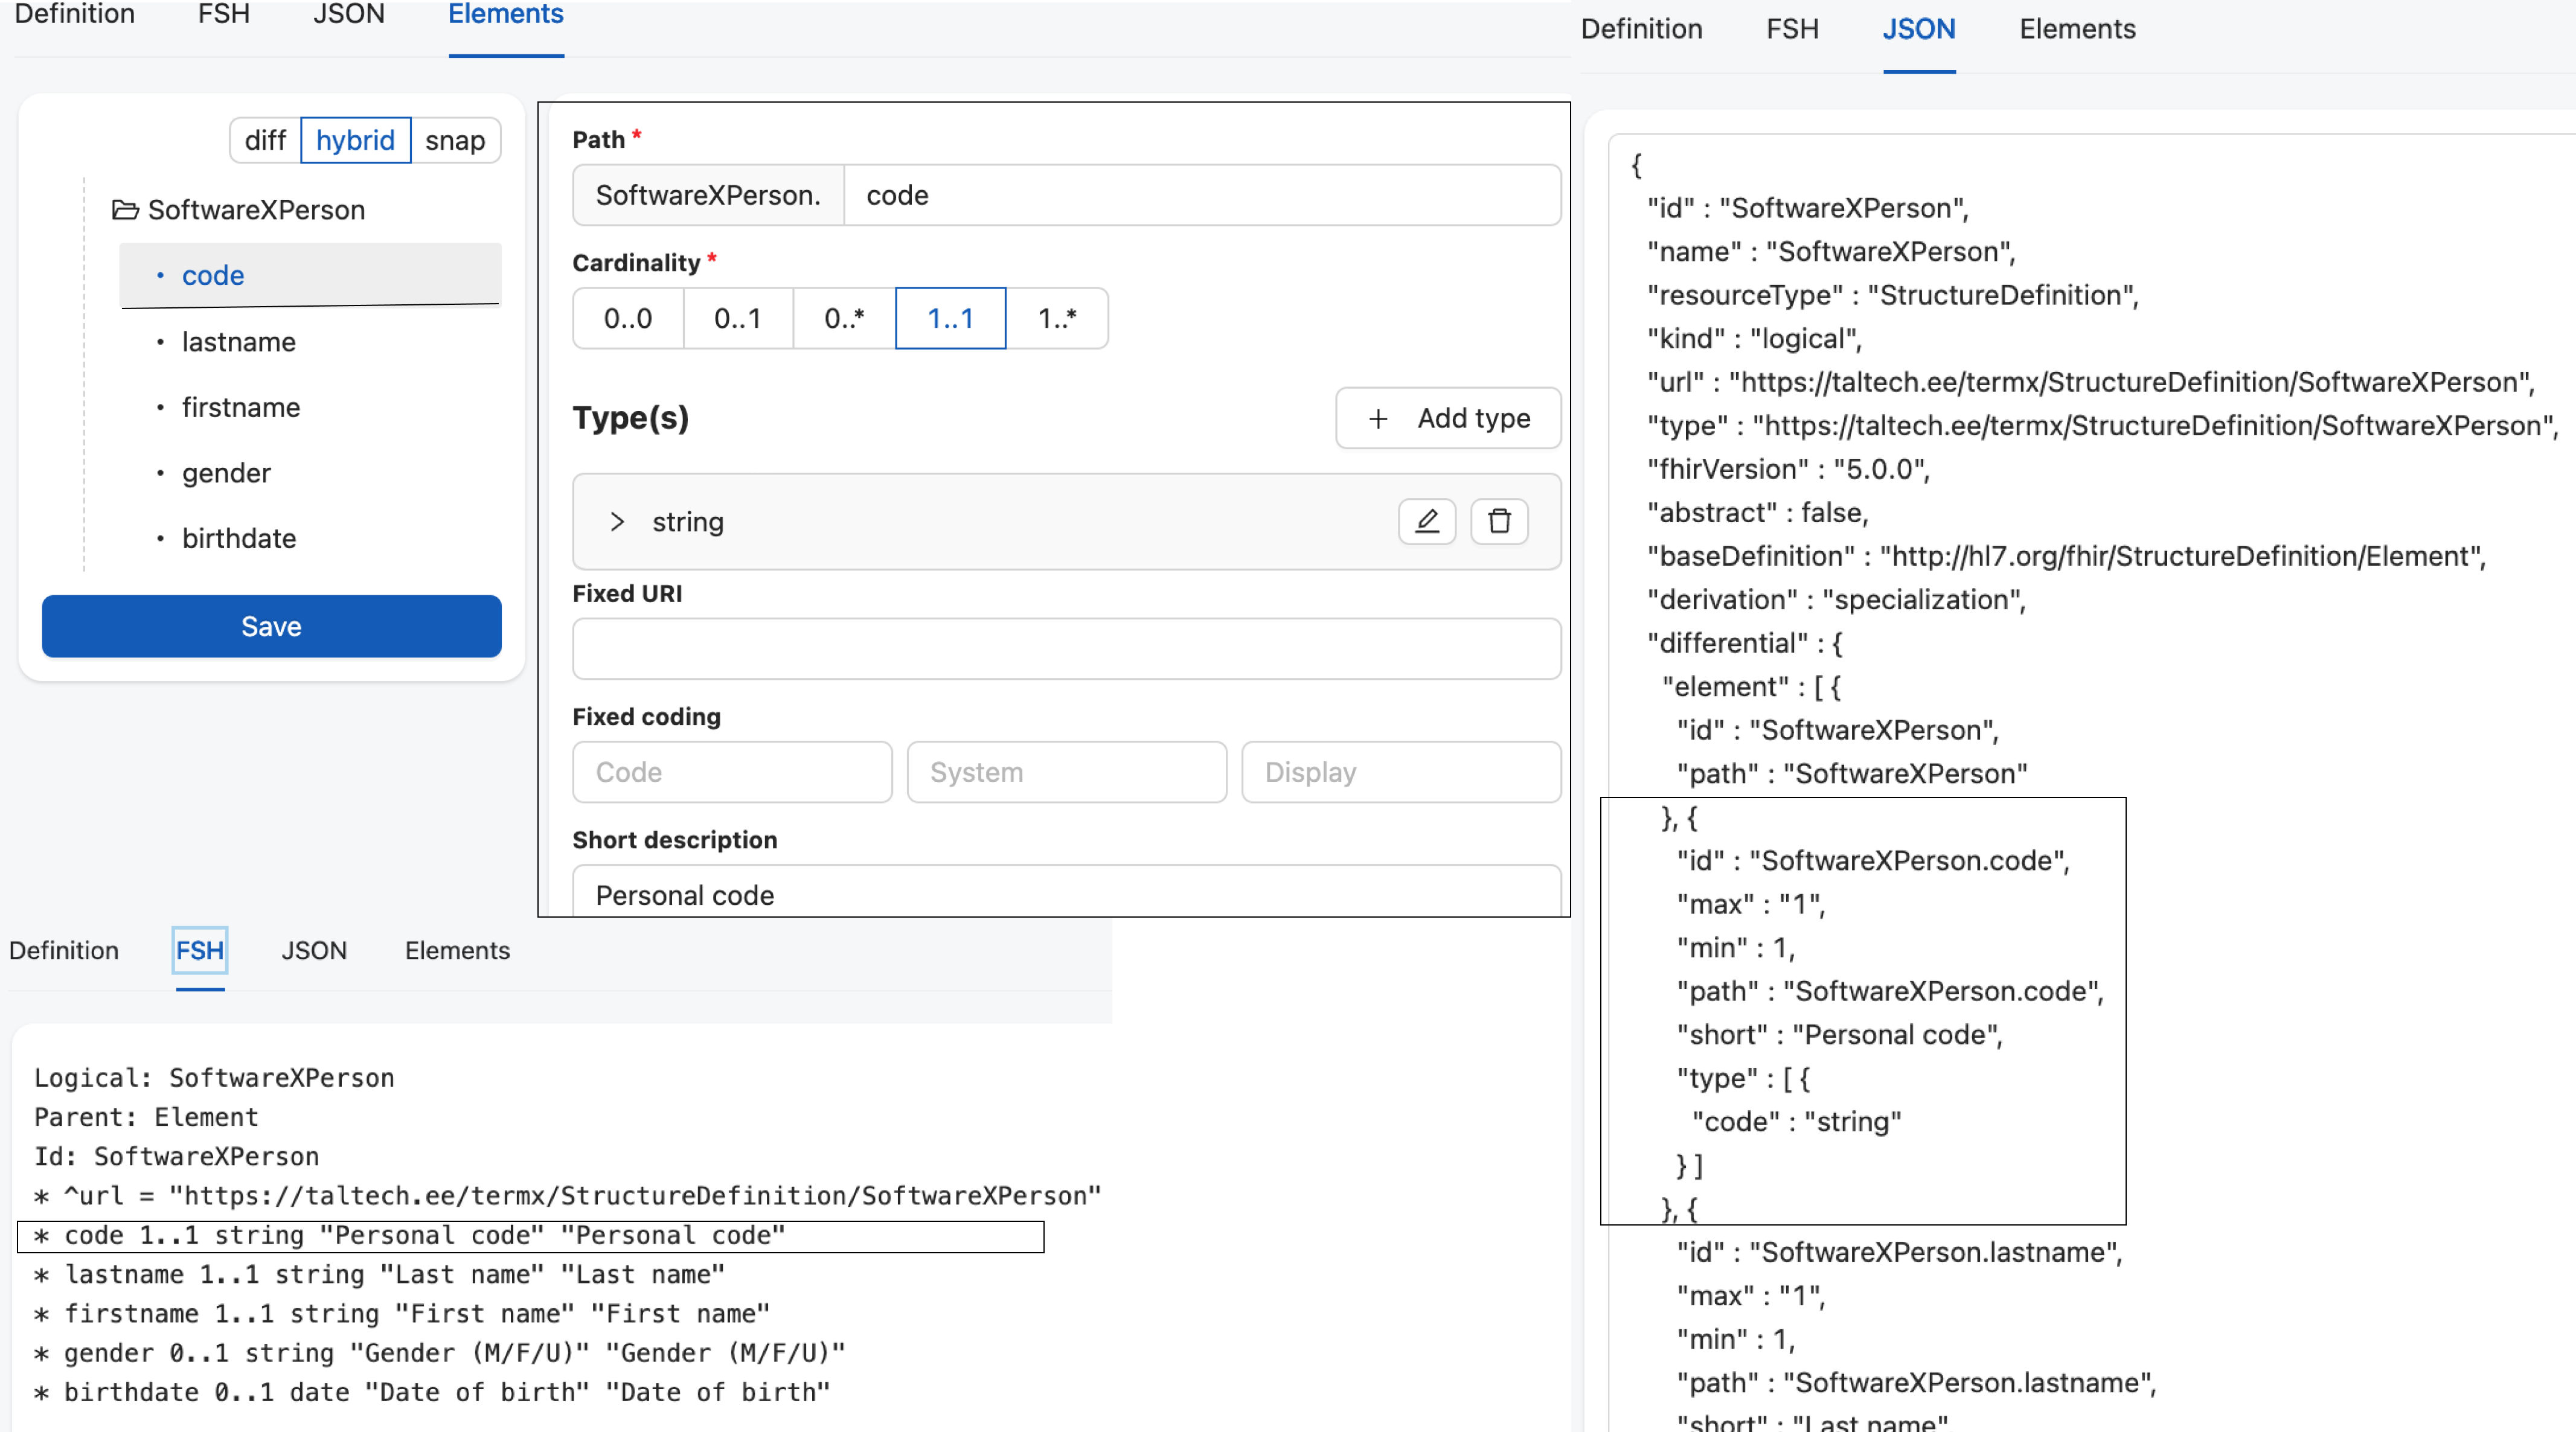 Definition FSH JSON Elements
diff hybrid snap
SoftwareXPerson
• code
• lastname
• firstname
• gender
• birthdate
Save
Path *
SoftwareXPerson. code
Cardinality *
0..0 0..1 0..* 1..1 1..*
Type(s)
+ Add type
> string
Fixed URI
Fixed coding
Code System Display
Short description
Personal code
Definition FSH JSON Elements
Logical: SoftwareXPerson
Parent: Element
Id: SoftwareXPerson
* ^url = "https://taltech.ee/termx/StructureDefinition/SoftwareXPerson"
* code 1..1 string "Personal code" "Personal code"
* lastname 1..1 string "Last name" "Last name"
* firstname 1..1 string "First name" "First name"
* gender 0..1 string "Gender (M/F/U)" "Gender (M/F/U)"
* birthdate 0..1 date "Date of birth" "Date of birth"
Definition FSH JSON Elements
{
"id" : "SoftwareXPerson",
"name" : "SoftwareXPerson",
"resourceType" : "StructureDefinition",
"kind" : "logical",
"url" : "https://taltech.ee/termx/StructureDefinition/SoftwareXPerson",
"type" : "https://taltech.ee/termx/StructureDefinition/SoftwareXPerson",
"fhirVersion" : "5.0.0",
"abstract" : false,
"baseDefinition" : "http://hl7.org/fhir/StructureDefinition/Element",
"derivation" : "specialization",
"differential" : {
"element" : [ {
"id" : "SoftwareXPerson",
"path" : "SoftwareXPerson"
}, {
"id" : "SoftwareXPerson.code",
"max" : "1",
"min" : 1,
"path" : "SoftwareXPerson.code",
"short" : "Personal code",
"type" : [ {
"code" : "string"
} ]
}, {
"id" : "SoftwareXPerson.lastname",
"max" : "1",
"min" : 1,
"path" : "SoftwareXPerson.lastname",
"short" : "Last name"